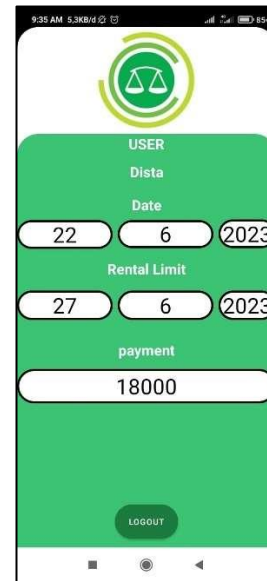 9:35 AM 5,3KB/d
USER
Dista
Date
22 6 2023
Rental Limit
27 6 2023
payment
18000
LOGOUT